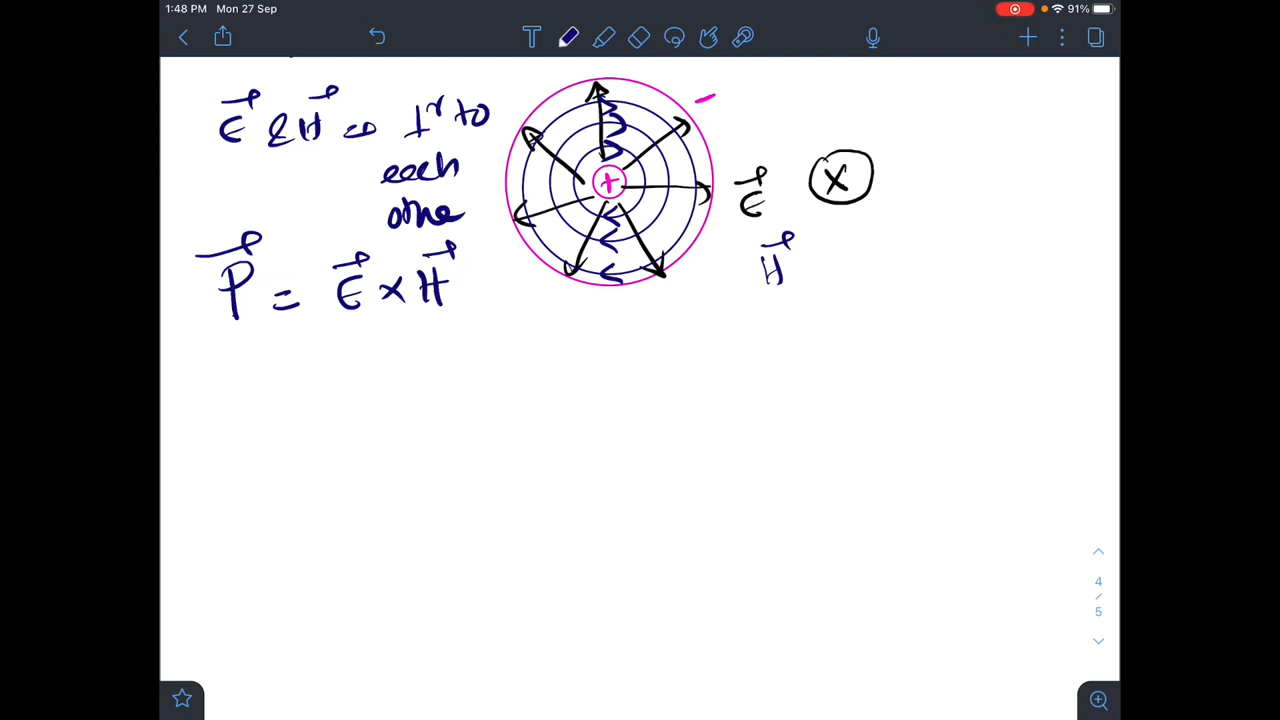 1:48 PM Mon 27 Sep
91%
T
E & H ⇒ ⊥r to
each
other
P = E × H
+
-
E
X
H
4
/
5